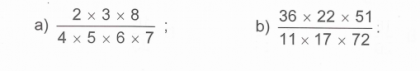 a) 2 × 3 × 8 / 4 × 5 × 6 × 7 ; b) 36 × 22 × 51 / 11 × 17 × 72 .